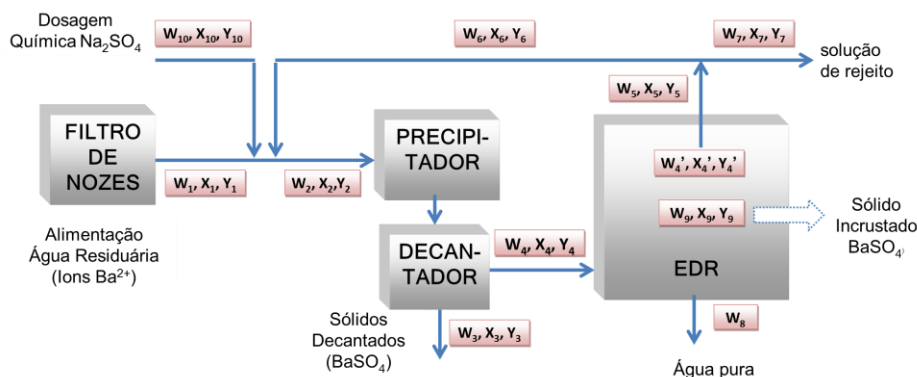 Dosagem
Química Na₂SO₄
W₁₀, X₁₀, Y₁₀
W₆, X₆, Y₆
W₇, X₇, Y₇
solução
de rejeito
W₅, X₅, Y₅
FILTRO
DE
NOZES
PRECIPI-
TADOR
W₁, X₁, Y₁
W₂, X₂,Y₂
W₄', X₄', Y₄'
W₉, X₉, Y₉
Sólido
Incrustado
BaSO₄)
Alimentação
Água Residuária
(Ions Ba²⁺)
DECAN-
TADOR
W₄, X₄, Y₄
EDR
W₈
Sólidos
Decantados
(BaSO₄)
W₃, X₃, Y₃
Água pura